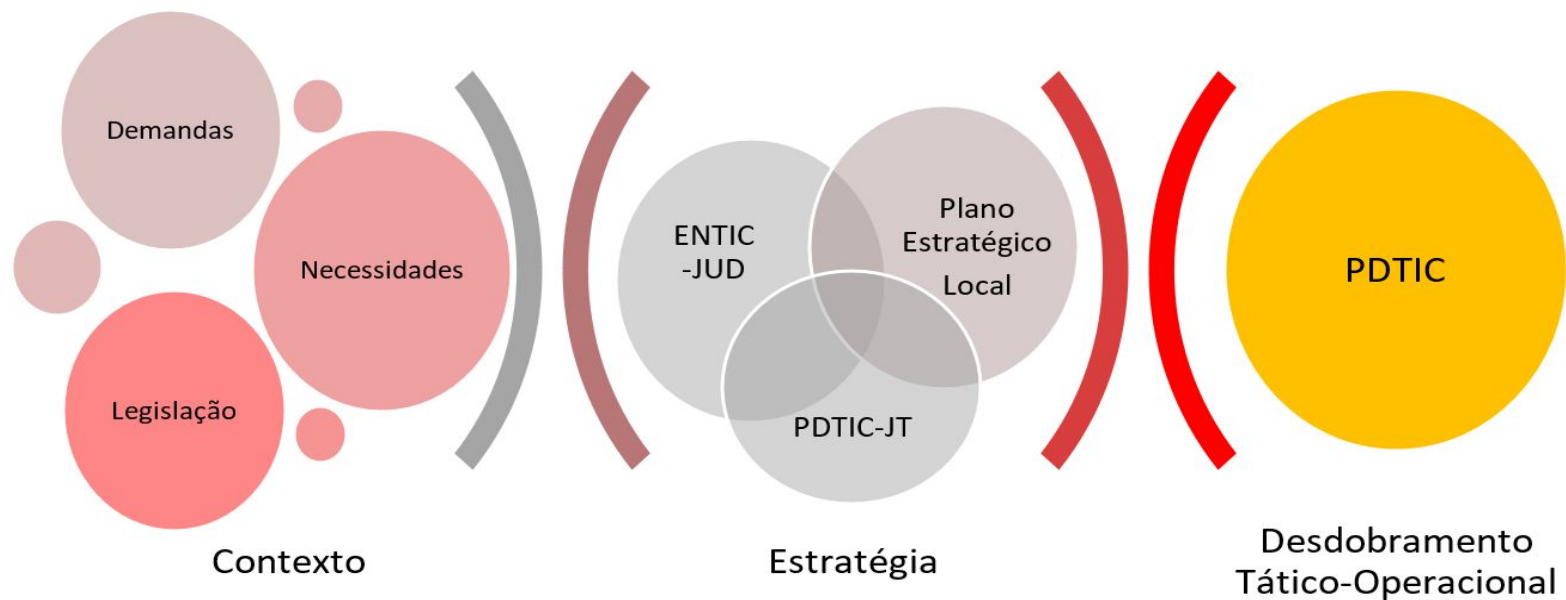 Demandas
Necessidades
Legislação
Contexto
ENTIC
-JUD
Plano
Estratégico
Local
PDTIC-JT
Estratégia
PDTIC
Desdobramento
Tático-Operacional